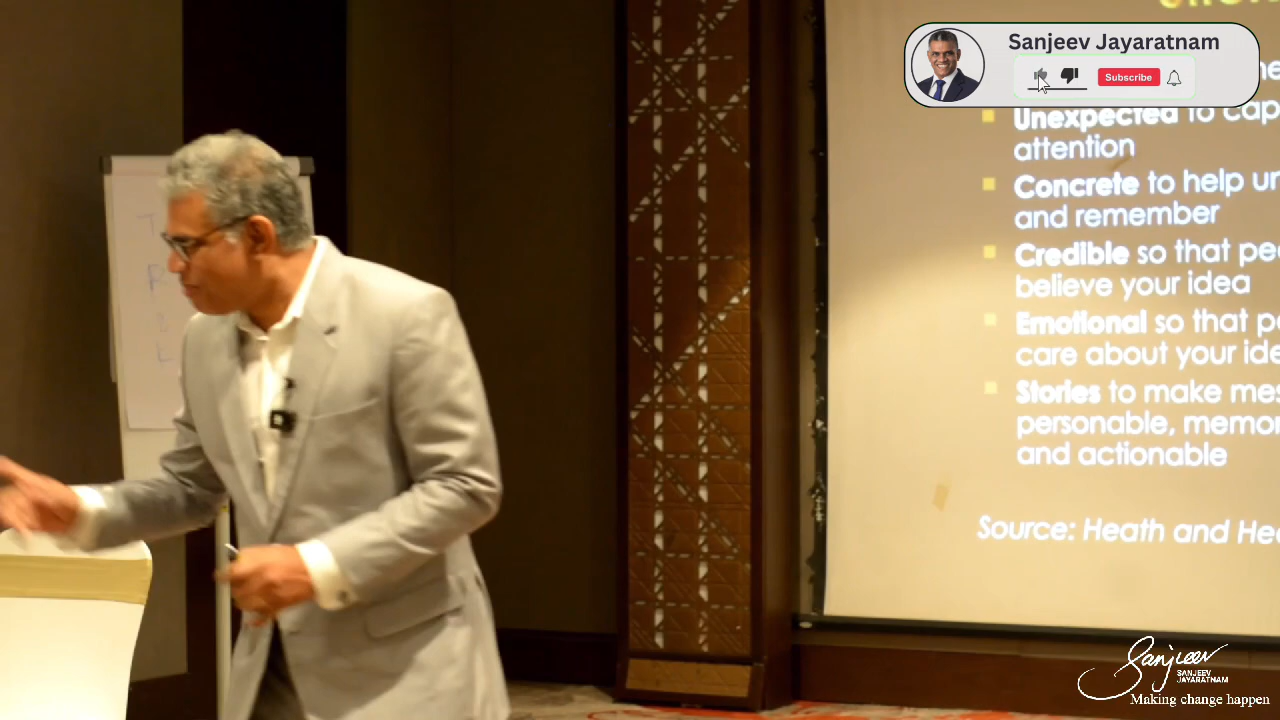 Sanjeev Jayaratnam
Subscribe
Unexpected to cap
attention
Concrete to help un
and remember
Credible so that pe
believe your idea
Emotional so that p
care about your ide
Stories to make mes
personable, memor
and actionable
Source: Heath and He
T
R
E
Sanjeev
SANJEEV
JAYARATNAM
Making change happen